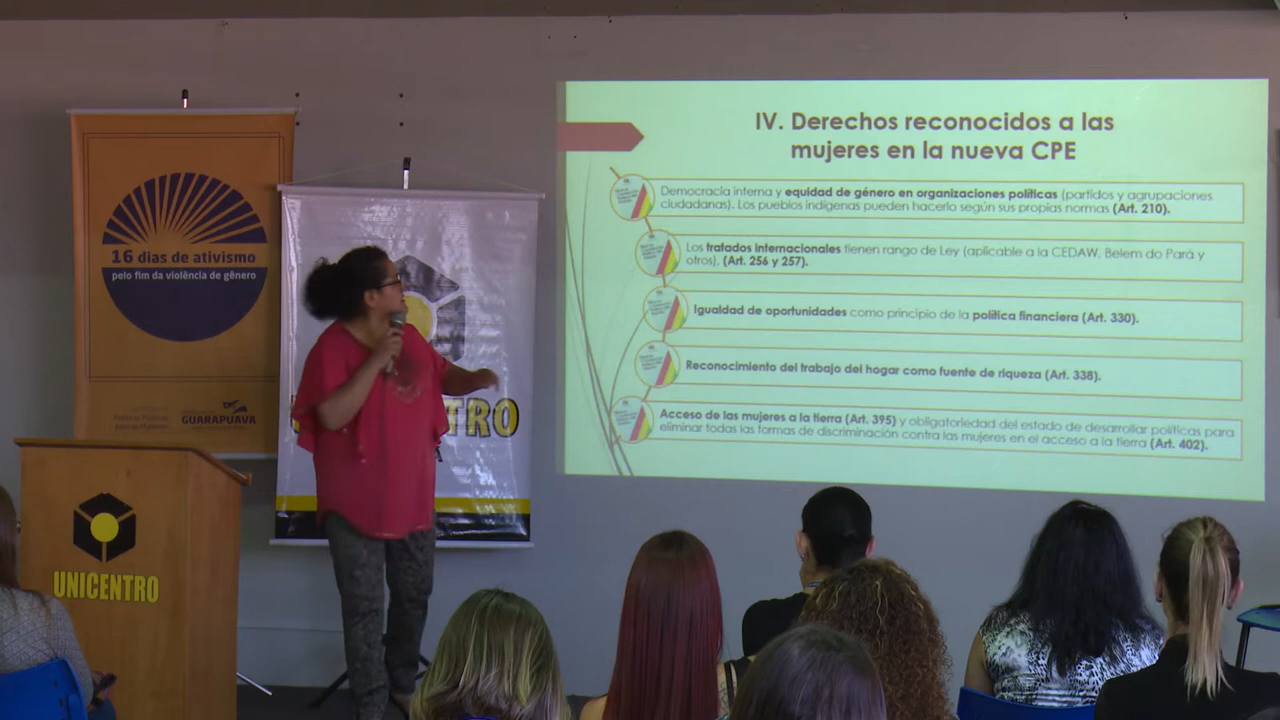 16 dias de ativismo
pelo fim da violência de gênero
GUARAPUAVA
TRO
UNICENTRO
IV. Derechos reconocidos a las
mujeres en la nueva CPE
Democracia interna y equidad de género en organizaciones políticas (partidos y agrupaciones
ciudadanas). Los pueblos indígenas pueden hacerlo según sus propias normas (Art. 210).
Los tratados internacionales tienen rango de Ley (aplicable a la CEDAW, Belem do Pará y
otros), (Art. 256 y 257).
Igualdad de oportunidades como principio de la política financiera (Art. 330).
Reconocimiento del trabajo del hogar como fuente de riqueza (Art. 338).
Acceso de las mujeres a la tierra (Art. 395) y obligatoriedad del estado de desarrollar políticas para
eliminar todas las formas de discriminación contra las mujeres en el acceso a la tierra (Art. 402).